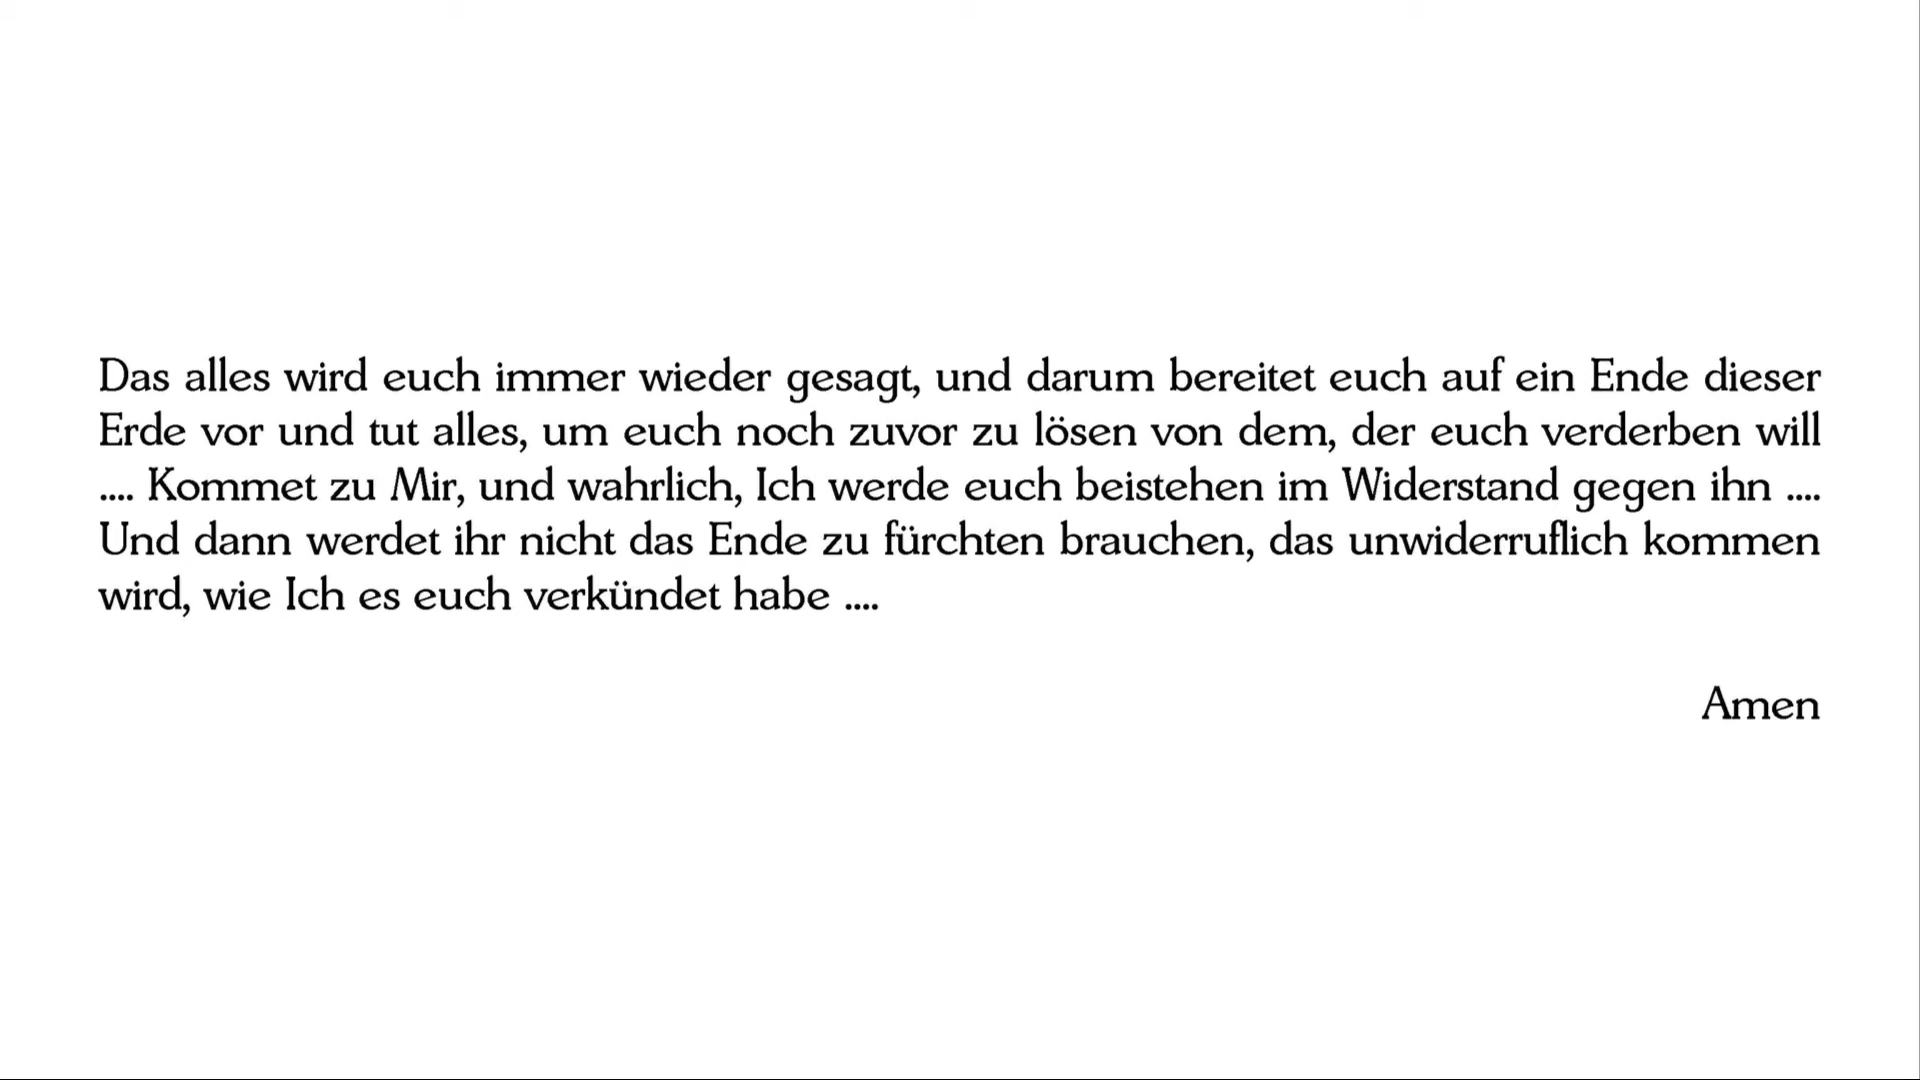 Das alles wird euch immer wieder gesagt, und darum bereitet euch auf ein Ende dieser
Erde vor und tut alles, um euch noch zuvor zu lösen von dem, der euch verderben will
.... Kommet zu Mir, und wahrlich, Ich werde euch beistehen im Widerstand gegen ihn ....
Und dann werdet ihr nicht das Ende zu fürchten brauchen, das unwiderruflich kommen
wird, wie Ich es euch verkündet habe ....
Amen